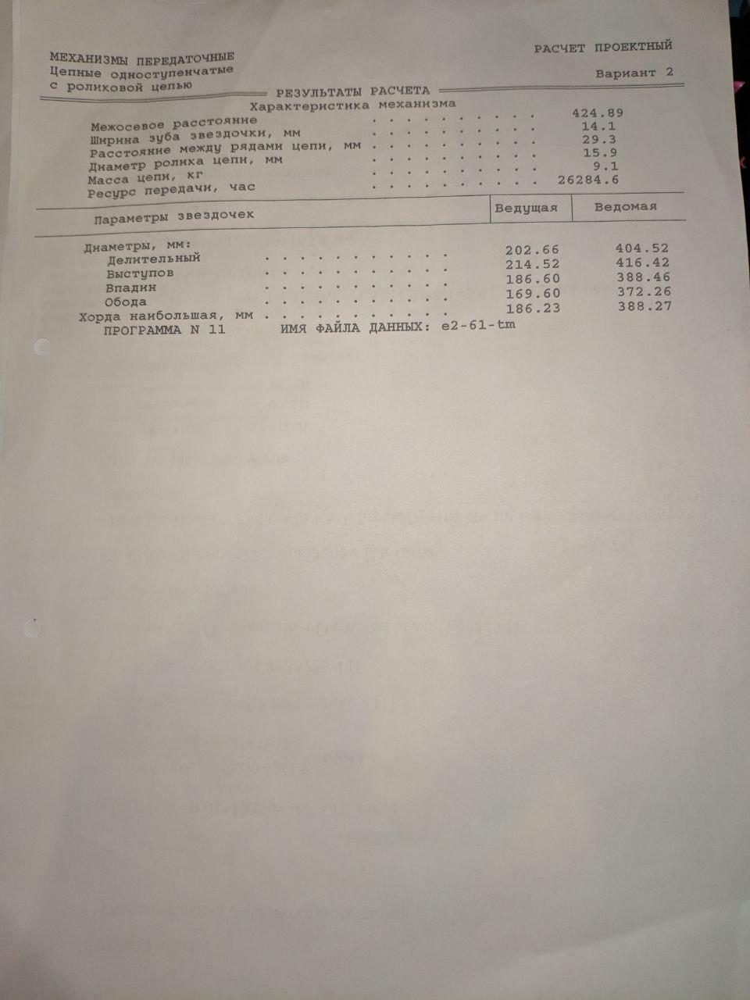 МЕХАНИЗМЫ ПЕРЕДАТОЧНЫЕ РАСЧЕТ ПРОЕКТНЫЙ
Цепные одноступенчатые
с роликовой цепью Вариант 2
РЕЗУЛЬТАТЫ РАСЧЕТА
Характеристика механизма
Межосевое расстояние . . . . . . . . . . 424.89
Ширина зуба звездочки, мм . . . . . . . . . . 14.1
Расстояние между рядами цепи, мм . . . . . . . . . . 29.3
Диаметр ролика цепи, мм . . . . . . . . . . 15.9
Масса цепи, кг . . . . . . . . . . 9.1
Ресурс передачи, час . . . . . . . . . . 26284.6
Параметры звездочек Ведущая Ведомая
Диаметры, мм:
Делительный . . . . . . . . . . . 202.66 404.52
Выступов . . . . . . . . . . . 214.52 416.42
Впадин . . . . . . . . . . . 186.60 388.46
Обода . . . . . . . . . . . 169.60 372.26
Хорда наибольшая, мм . . . . . . . . . . . 186.23 388.27
ПРОГРАММА N 11 ИМЯ ФАЙЛА ДАННЫХ: e2-61-tm